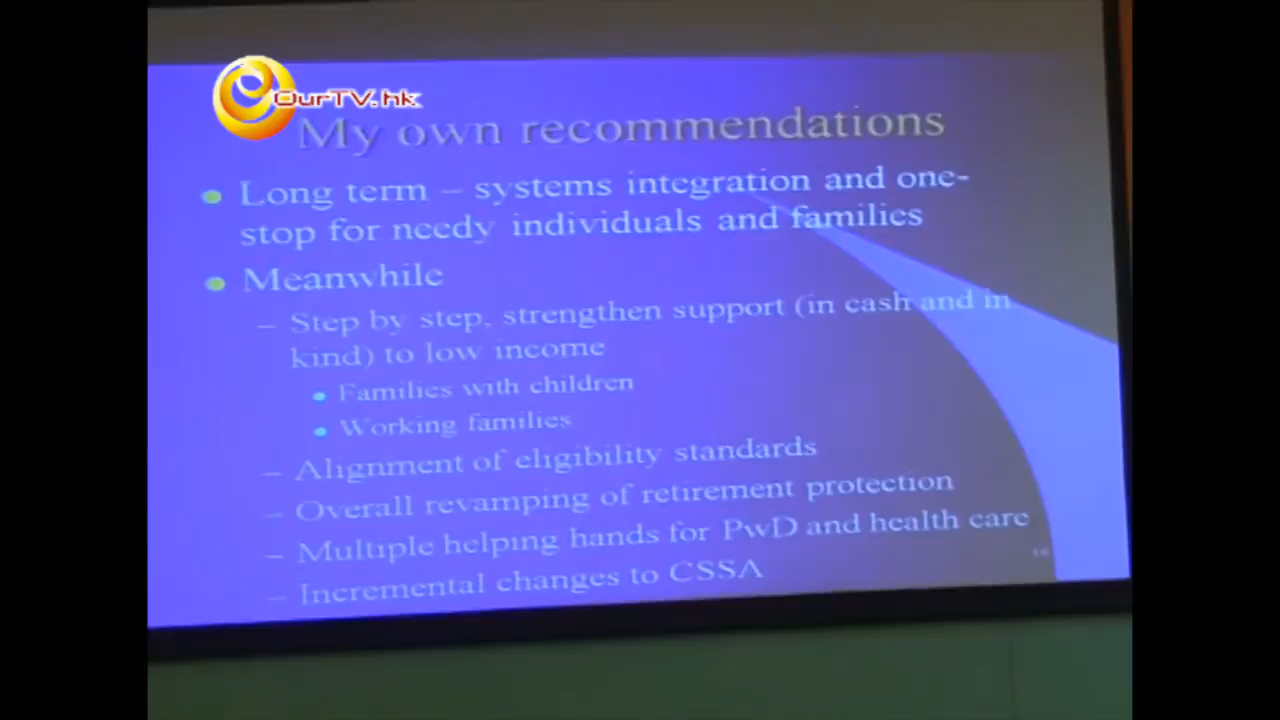 OurTV.hk
My own recommendations
Long term – systems integration and one-
stop for needy individuals and families
Meanwhile
– Step by step, strengthen support (in cash and in
kind) to low income
Families with children
Working families
– Alignment of eligibility standards
– Overall revamping of retirement protection
– Multiple helping hands for PwD and health care
– Incremental changes to CSSA